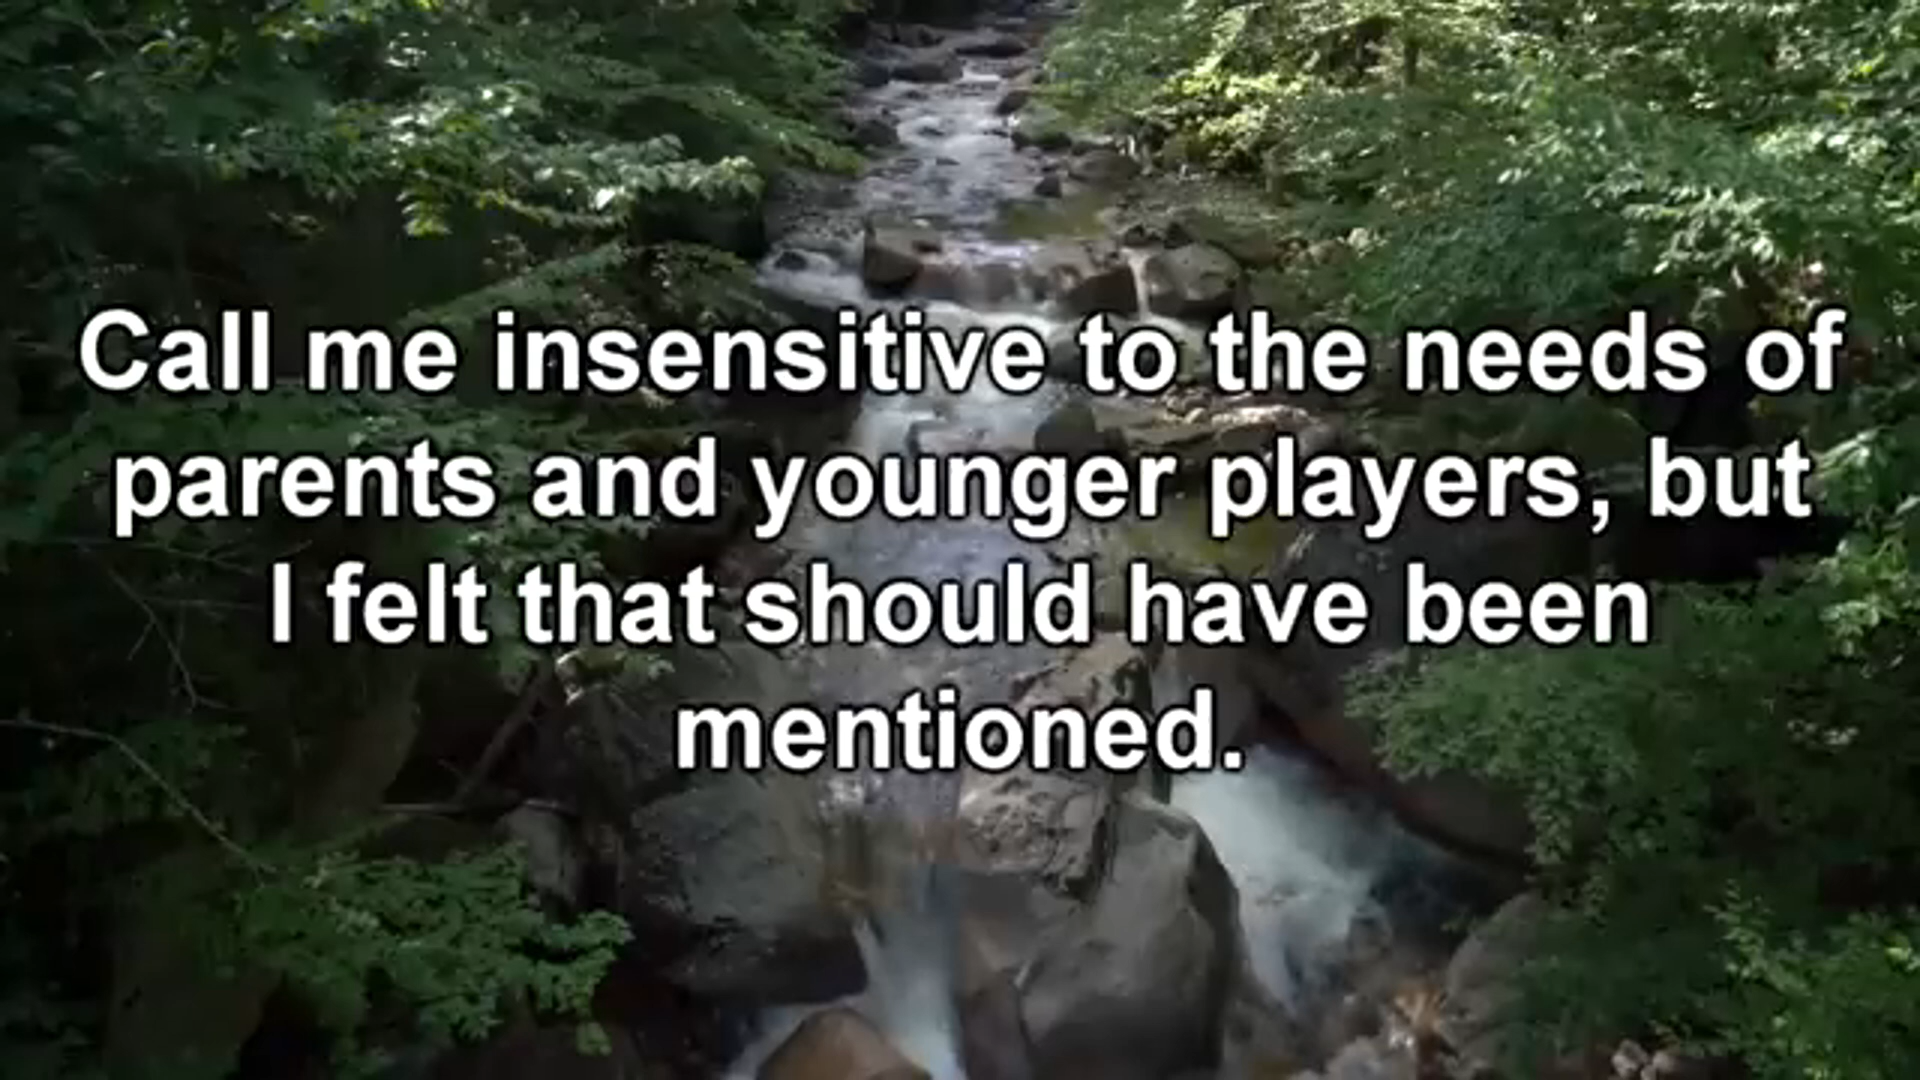 Call me insensitive to the needs of
parents and younger players, but
I felt that should have been
mentioned.